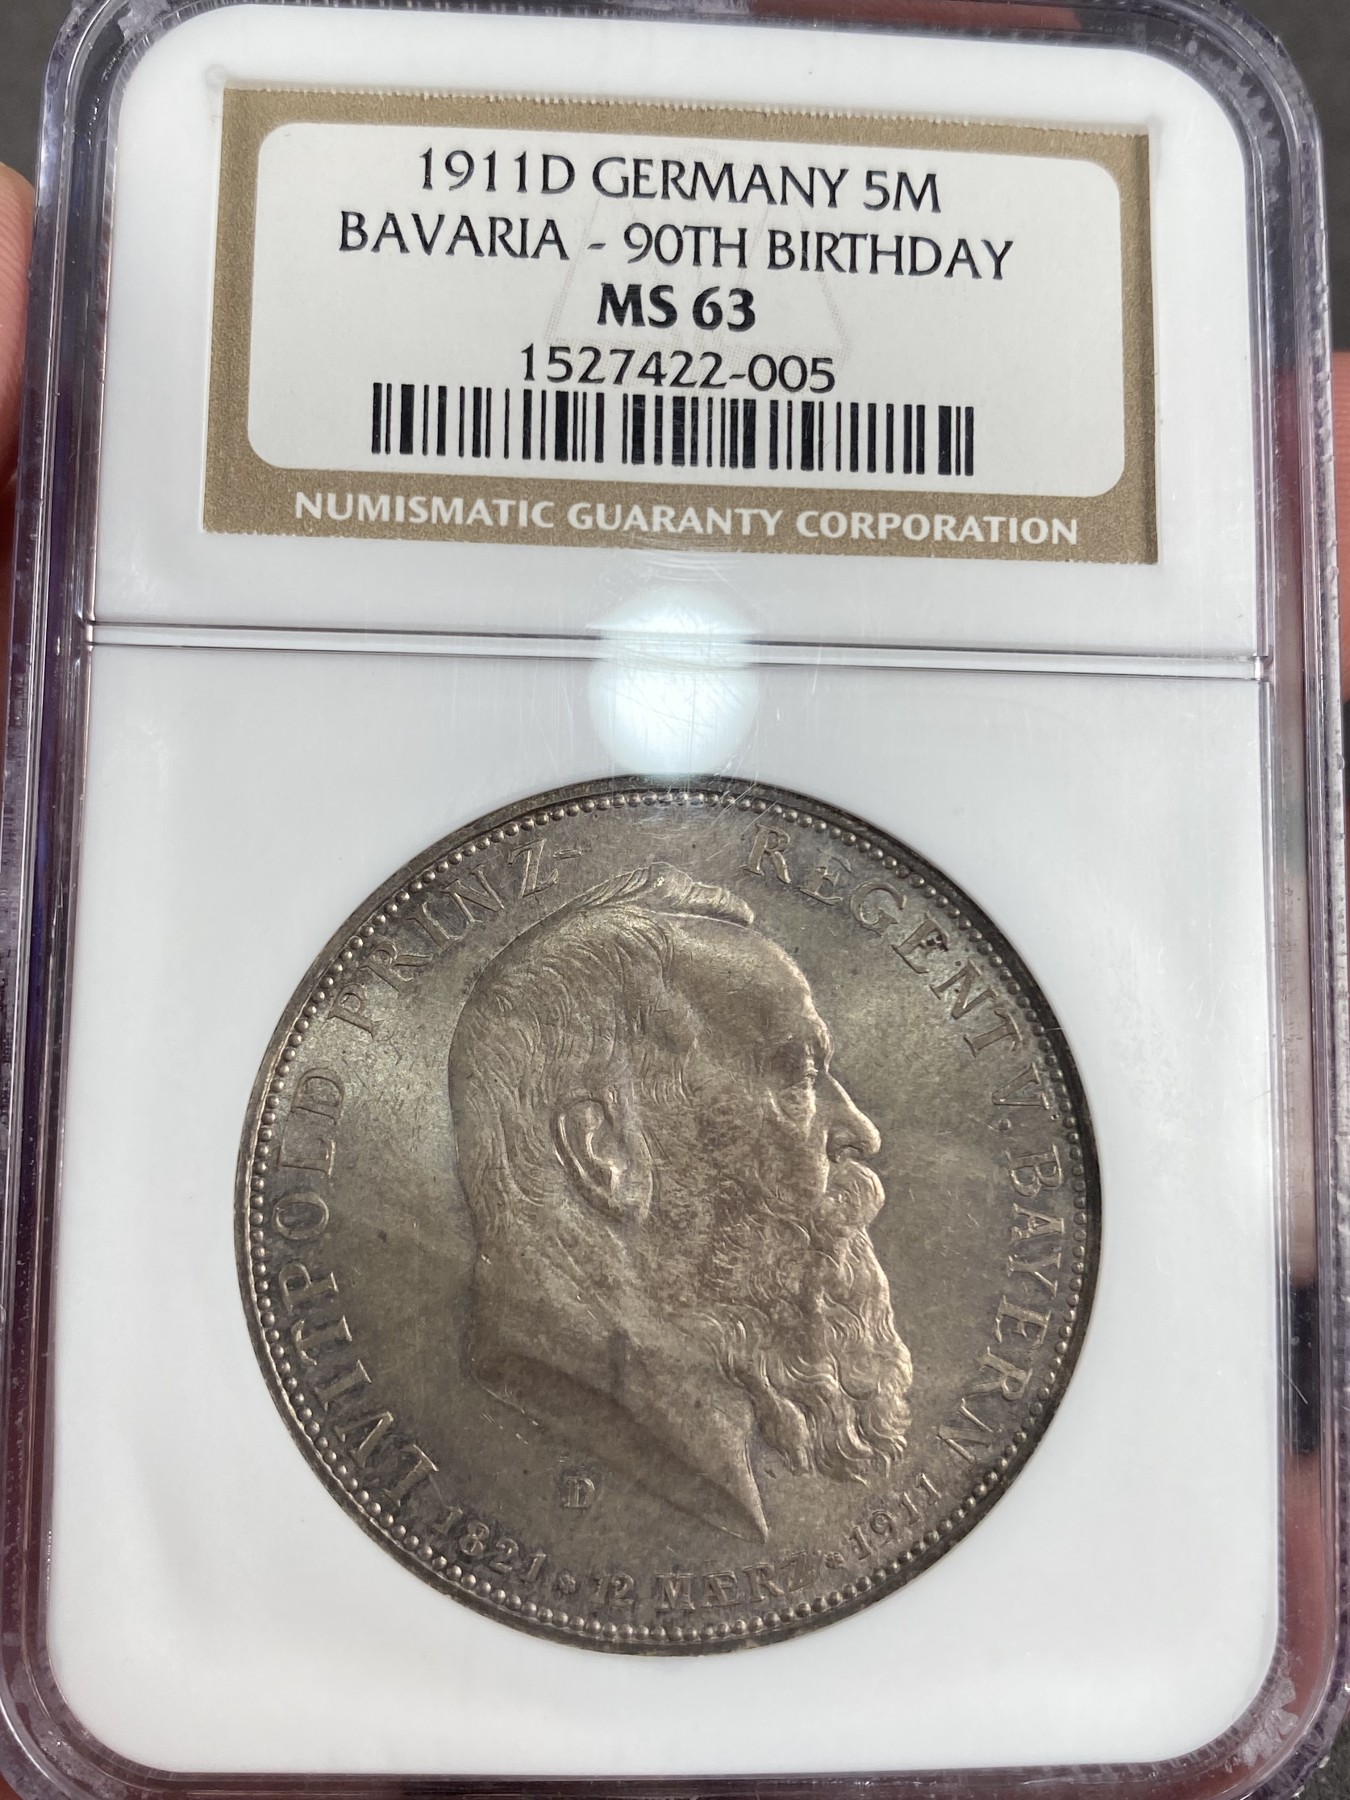 1911D GERMANY 5M
BAVARIA - 90TH BIRTHDAY
MS 63
1527422-005
NUMISMATIC GUARANTY CORPORATION
LVITPOLD PRINZ-REGENT V. BAYERN
D
1821 * 12 MÆRZ * 1911